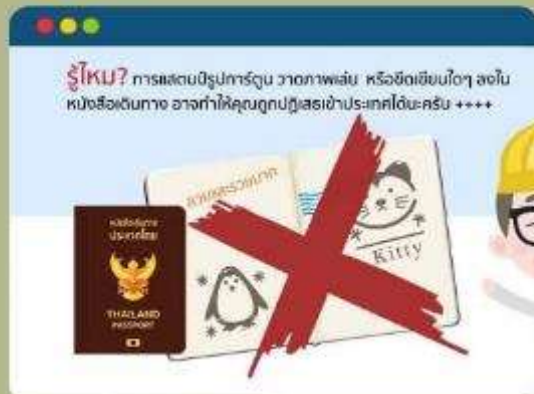 รู้ไหม? การแสตมป์รูปการ์ตูน วาดภาพเล่น หรือขีดเขียนใดๆ ลงใน
หนังสือเดินทาง อาจทำให้คุณถูกปฏิเสธเข้าประเทศได้นะครับ ++++
Kitty
หนังสือเดินทาง
ประเทศไทย
THAILAND
PASSPORT